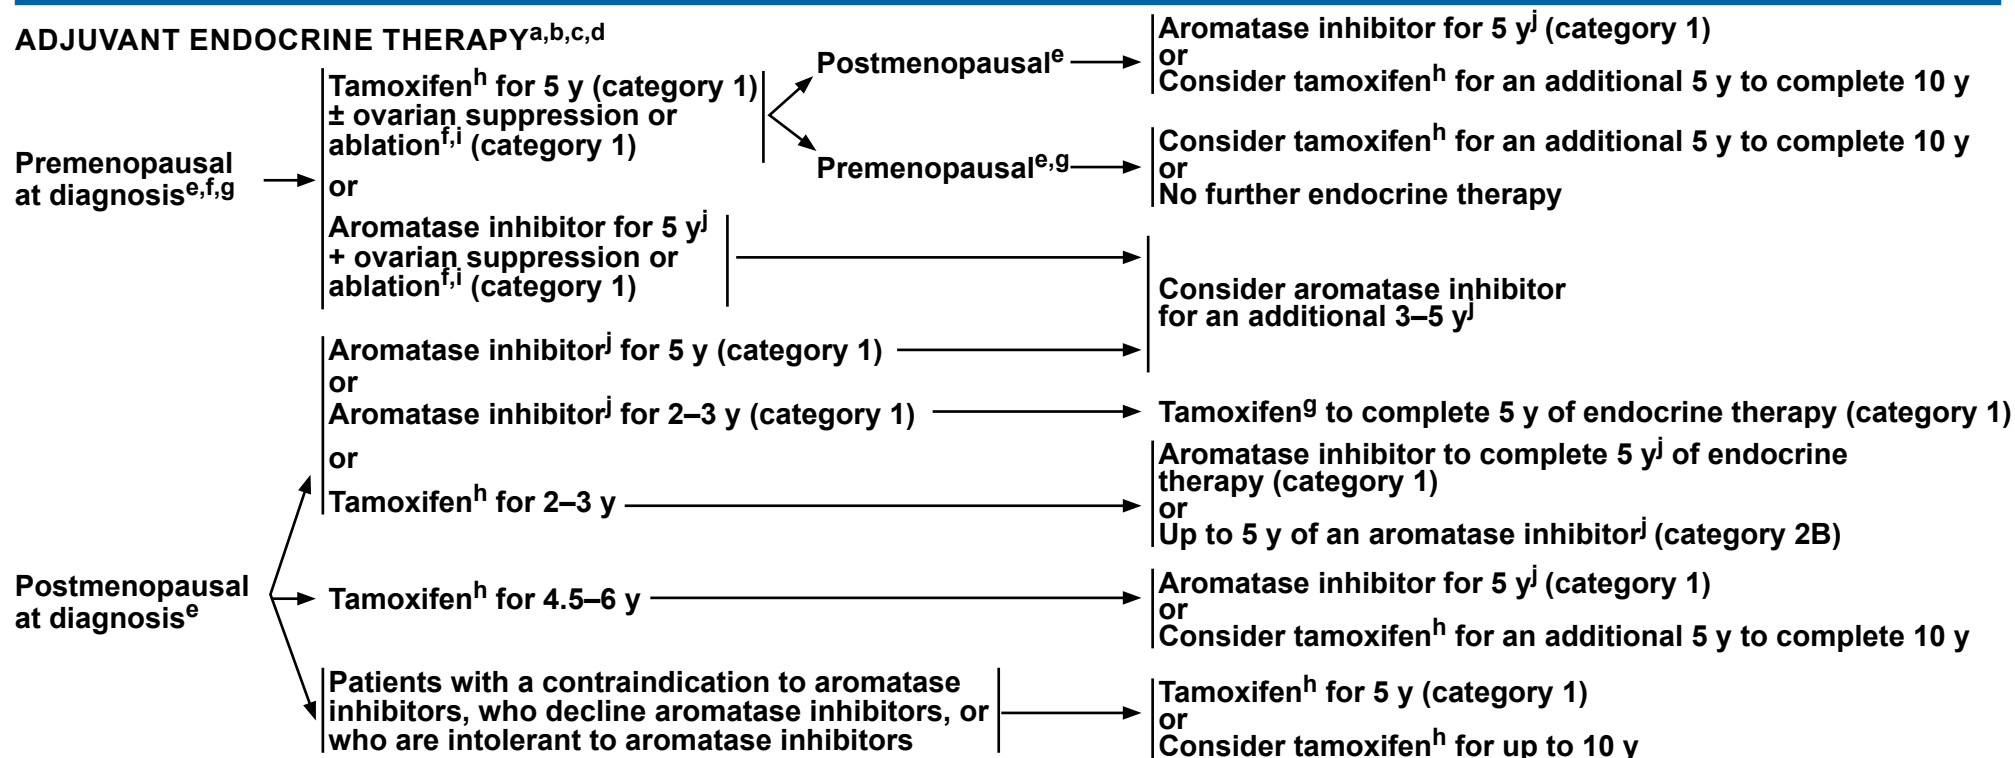 ADJUVANT ENDOCRINE THERAPYa,b,c,d
Premenopausal
at diagnosise,f,g
Tamoxifenh for 5 y (category 1)
± ovarian suppression or
ablationf,i (category 1)
or
Aromatase inhibitor for 5 yj
+ ovarian suppression or
ablationf,i (category 1)
Postmenopausale
Aromatase inhibitor for 5 yj (category 1)
or
Consider tamoxifenh for an additional 5 y to complete 10 y
Premenopausale,g
Consider tamoxifenh for an additional 5 y to complete 10 y
or
No further endocrine therapy
Consider aromatase inhibitor
for an additional 3–5 yj
Postmenopausal
at diagnosise
Aromatase inhibitorj for 5 y (category 1)
or
Aromatase inhibitorj for 2–3 y (category 1)
Tamoxifeng to complete 5 y of endocrine therapy (category 1)
or
Tamoxifenh for 2–3 y
Aromatase inhibitor to complete 5 yj of endocrine
therapy (category 1)
or
Up to 5 y of an aromatase inhibitorj (category 2B)
Tamoxifenh for 4.5–6 y
Aromatase inhibitor for 5 yj (category 1)
or
Consider tamoxifenh for an additional 5 y to complete 10 y
Patients with a contraindication to aromatase
inhibitors, who decline aromatase inhibitors, or
who are intolerant to aromatase inhibitors
Tamoxifenh for 5 y (category 1)
or
Consider tamoxifenh for up to 10 y